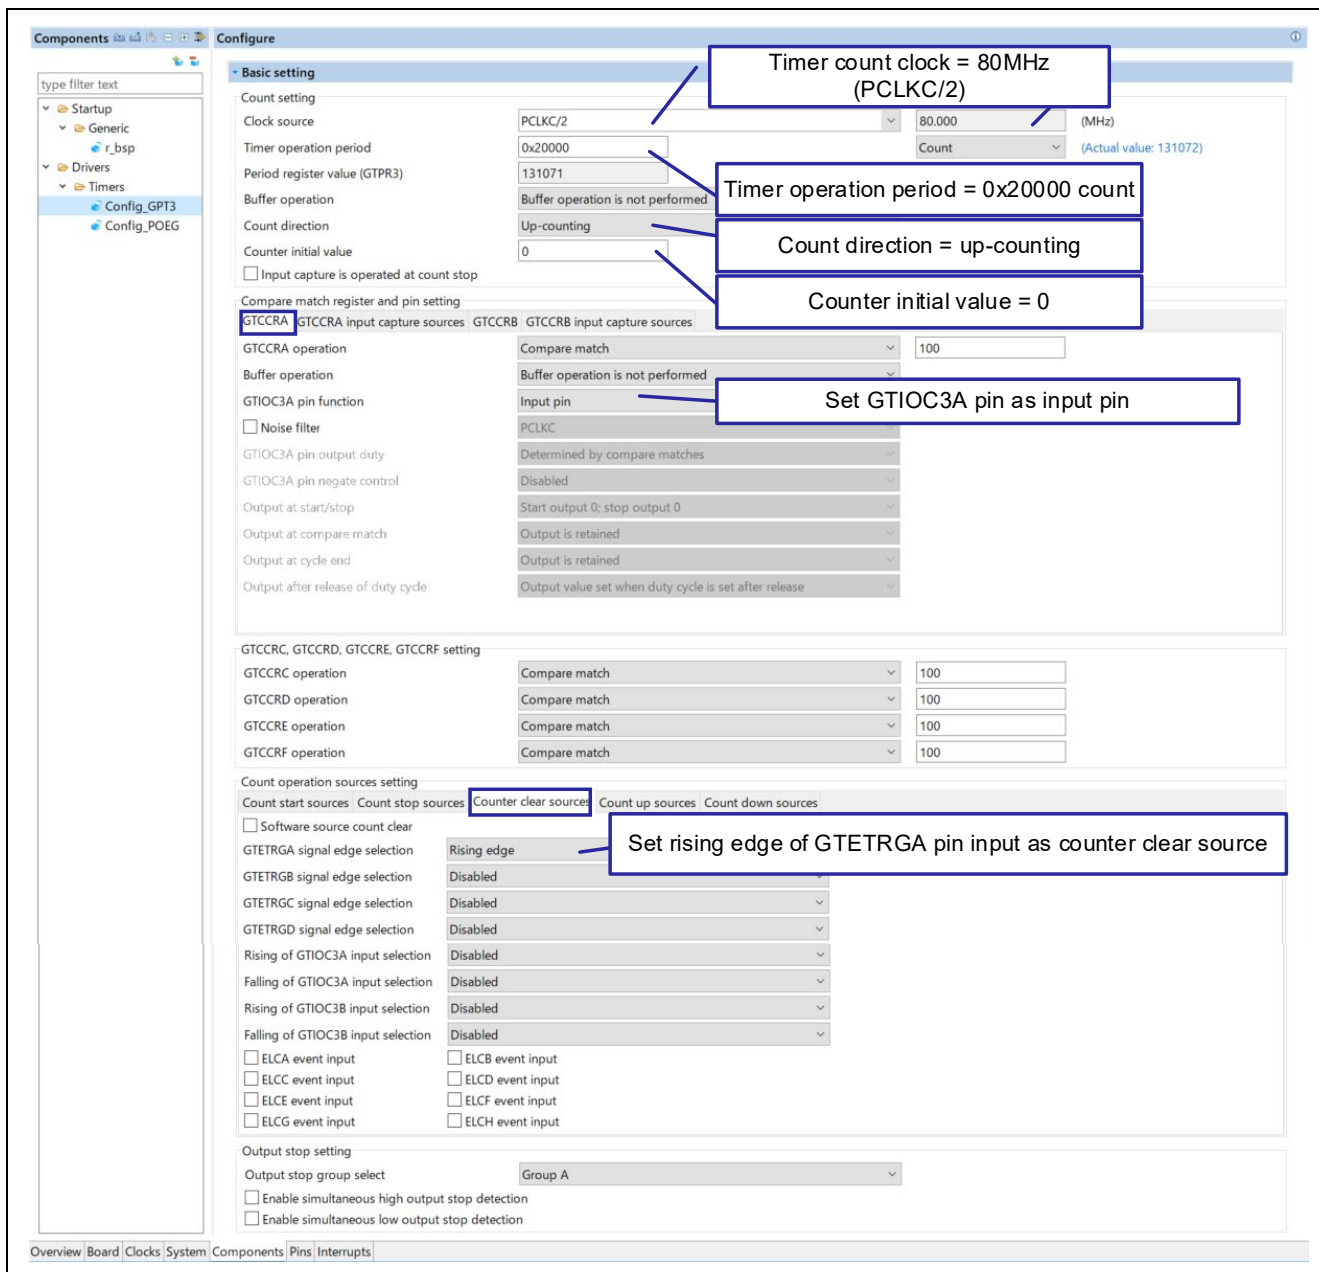 Components
Configure
type filter text
Startup
Generic
r_bsp
Drivers
Timers
Config_GPT3
Config_POEG
Basic setting
Timer count clock = 80MHz
(PCLKC/2)
Count setting
Clock source PCLKC/2 80.000 (MHz)
Timer operation period 0x20000 Count (Actual value: 131072)
Period register value (GTPR3) 131071
Timer operation period = 0x20000 count
Buffer operation Buffer operation is not performed
Count direction Up-counting
Count direction = up-counting
Counter initial value 0
Input capture is operated at count stop
Counter initial value = 0
Compare match register and pin setting
GTCCRA GTCCRA input capture sources GTCCRB GTCCRB input capture sources
GTCCRA operation Compare match 100
Buffer operation Buffer operation is not performed
GTIOC3A pin function Input pin
Set GTIOC3A pin as input pin
Noise filter PCLKC
GTIOC3A pin output duty Determined by compare matches
GTIOC3A pin negate control Disabled
Output at start/stop Start output 0; stop output 0
Output at compare match Output is retained
Output at cycle end Output is retained
Output after release of duty cycle Output value set when duty cycle is set after release
GTCCRC, GTCCRD, GTCCRE, GTCCRF setting
GTCCRC operation Compare match 100
GTCCRD operation Compare match 100
GTCCRE operation Compare match 100
GTCCRF operation Compare match 100
Count operation sources setting
Count start sources Count stop sources Counter clear sources Count up sources Count down sources
Software source count clear
GTETRGA signal edge selection Rising edge
Set rising edge of GTETRGA pin input as counter clear source
GTETRGB signal edge selection Disabled
GTETRGC signal edge selection Disabled
GTETRGD signal edge selection Disabled
Rising of GTIOC3A input selection Disabled
Falling of GTIOC3A input selection Disabled
Rising of GTIOC3B input selection Disabled
Falling of GTIOC3B input selection Disabled
ELCA event input ELCB event input
ELCC event input ELCD event input
ELCE event input ELCF event input
ELCG event input ELCH event input
Output stop setting
Output stop group select Group A
Enable simultaneous high output stop detection
Enable simultaneous low output stop detection
Overview Board Clocks System Components Pins Interrupts